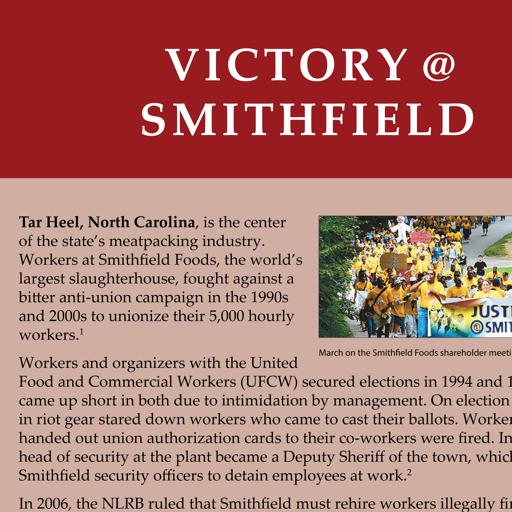 VICTORY @
SMITHFIELD
Tar Heel, North Carolina, is the center
of the state's meatpacking industry.
Workers at Smithfield Foods, the world's
largest slaughterhouse, fought against a
bitter anti-union campaign in the 1990s
and 2000s to unionize their 5,000 hourly
workers.¹
JUSTI
@SMIT
March on the Smithfield Foods shareholder meeti
Workers and organizers with the United
Food and Commercial Workers (UFCW) secured elections in 1994 and 1
came up short in both due to intimidation by management. On election
in riot gear stared down workers who came to cast their ballots. Worker
handed out union authorization cards to their co-workers were fired. In
head of security at the plant became a Deputy Sheriff of the town, which
Smithfield security officers to detain employees at work.²
In 2006, the NLRB ruled that Smithfield must rehire workers illegally fir